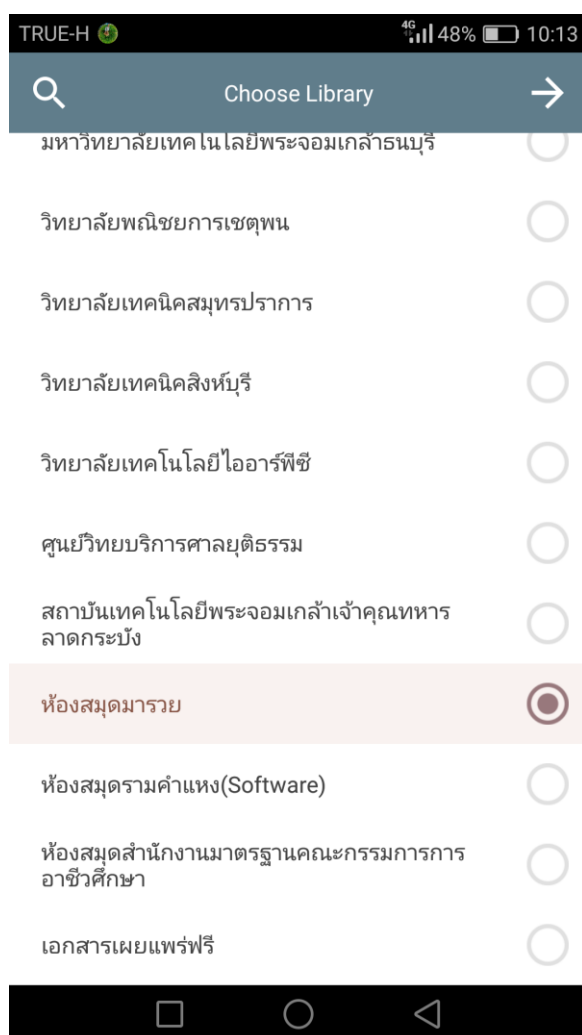 TRUE-H 4G 48% 10:13
Choose Library
มหาวิทยาลัยเทคโนโลยีพระจอมเกล้าธนบุรี
วิทยาลัยพณิชยการเชตุพน
วิทยาลัยเทคนิคสมุทรปราการ
วิทยาลัยเทคนิคสิงห์บุรี
วิทยาลัยเทคโนโลยีไออาร์พีซี
ศูนย์วิทยบริการศาลยุติธรรม
สถาบันเทคโนโลยีพระจอมเกล้าเจ้าคุณทหาร
ลาดกระบัง
ห้องสมุดมารวย
ห้องสมุดรามคำแหง(Software)
ห้องสมุดสำนักงานมาตรฐานคณะกรรมการการ
อาชีวศึกษา
เอกสารเผยแพร่ฟรี